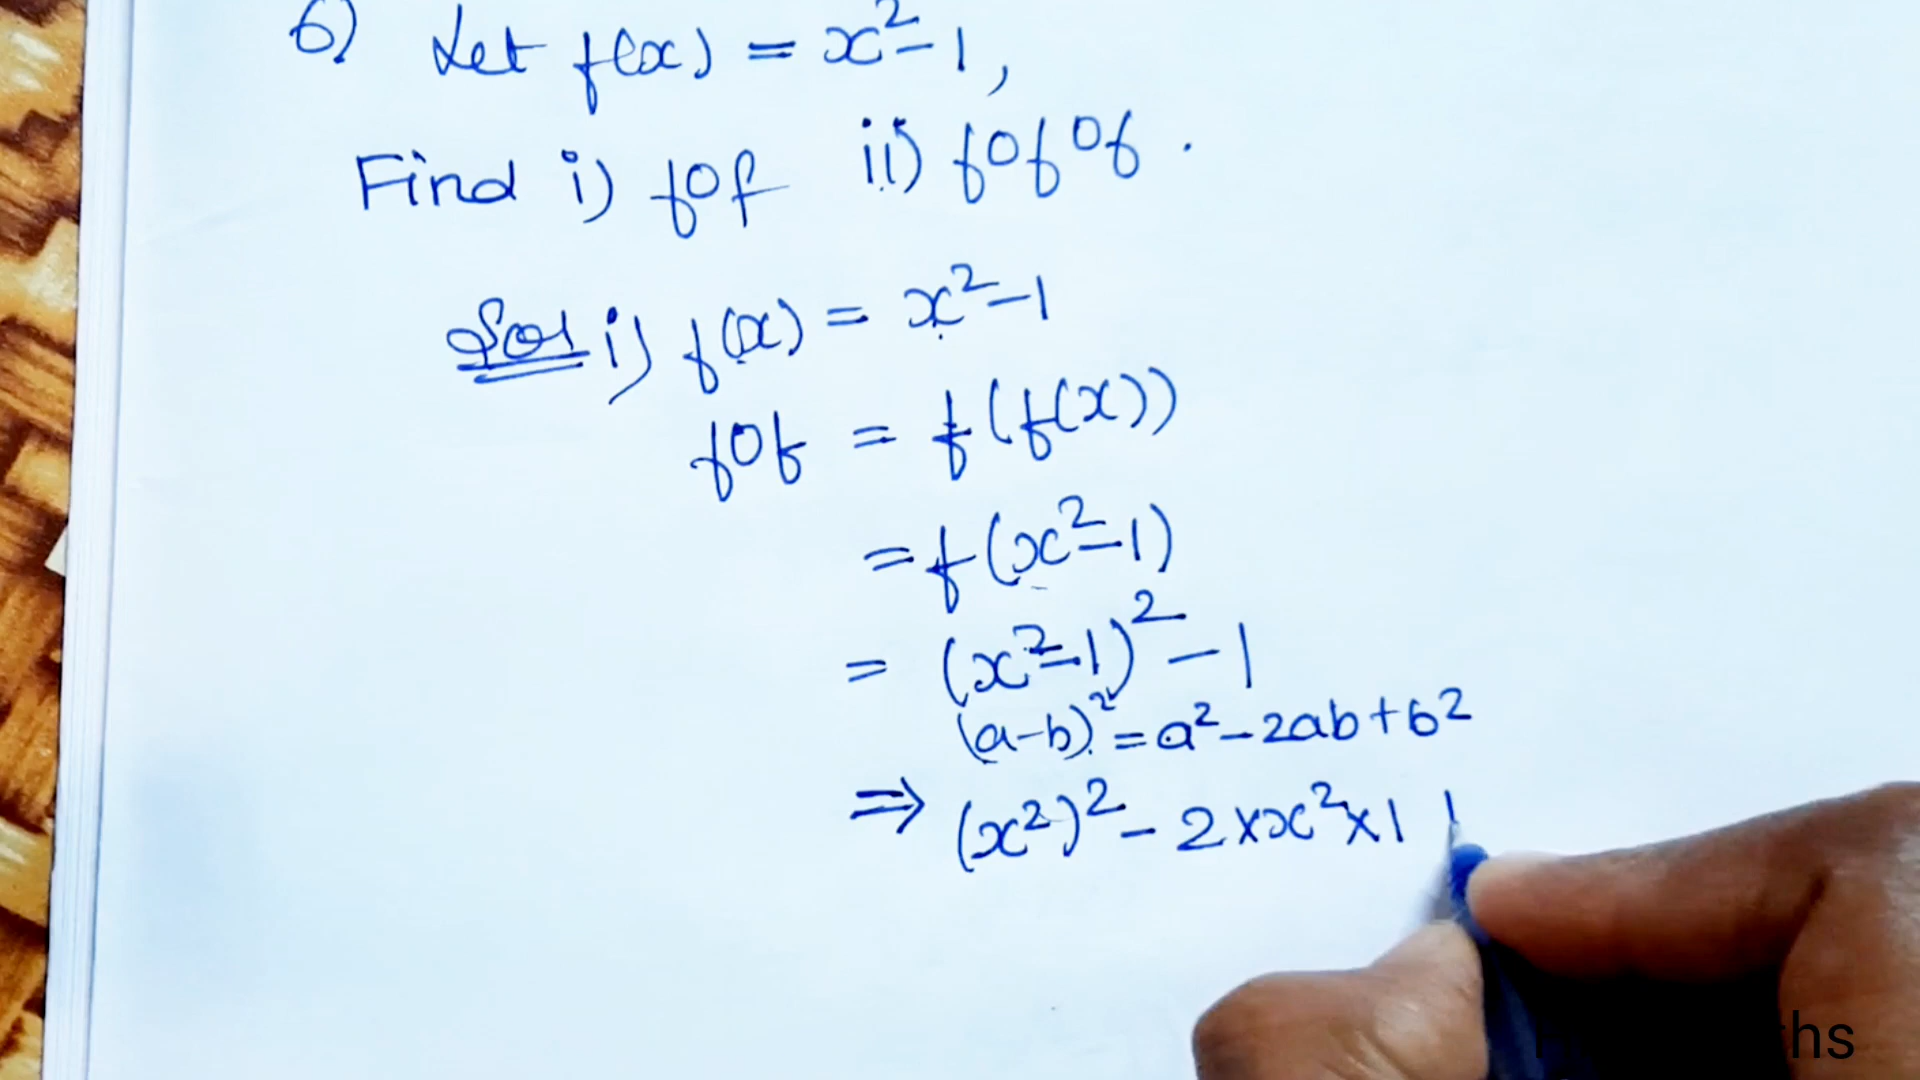 6) Let f(x) = x²-1,
Find i) fof ii) fofof.
Sol i) f(x) = x²-1
fof = f(f(x))
= f(x²-1)
= (x²-1)² - 1
(a-b)² = a² - 2ab + b²
⇒ (x²)² - 2×x²×1
hs